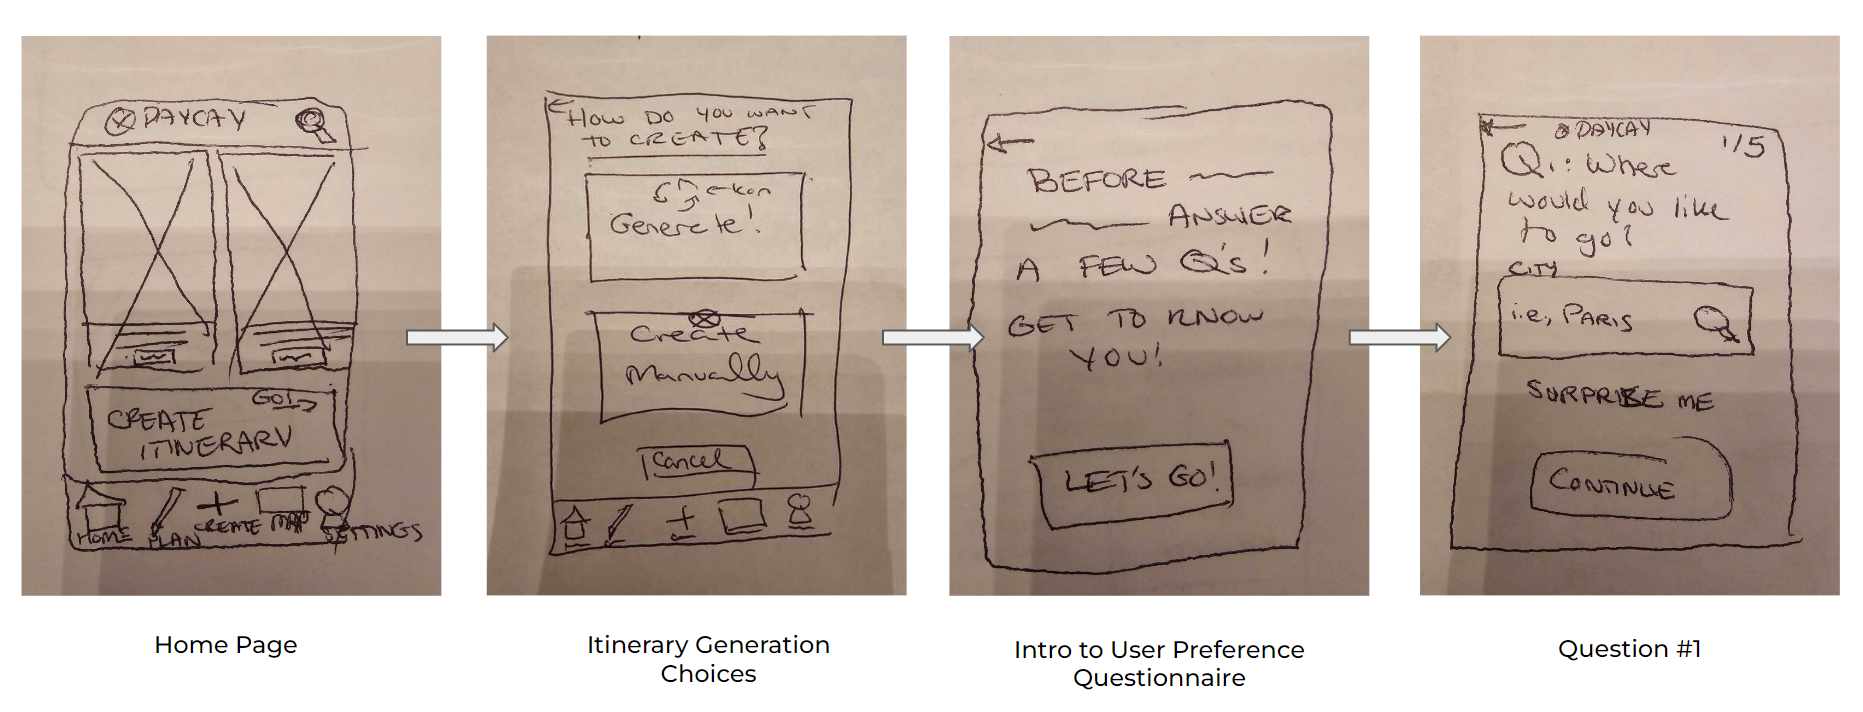 DAYCAY
GO!
CREATE
ITINERARY
HOME
PLAN
CREATE
MAP
SETTINGS
HOW DO YOU WANT
TO CREATE?
Generate!
Create
Manually
Cancel
BEFORE
ANSWER
A FEW Q'S!
GET TO KNOW
YOU!
LET'S GO!
DAYCAY
1/5
Q1: Where
would you like
to go?
CITY
i.e., PARIS
SURPRISE ME
CONTINUE
Home Page
Itinerary Generation
Choices
Intro to User Preference
Questionnaire
Question #1